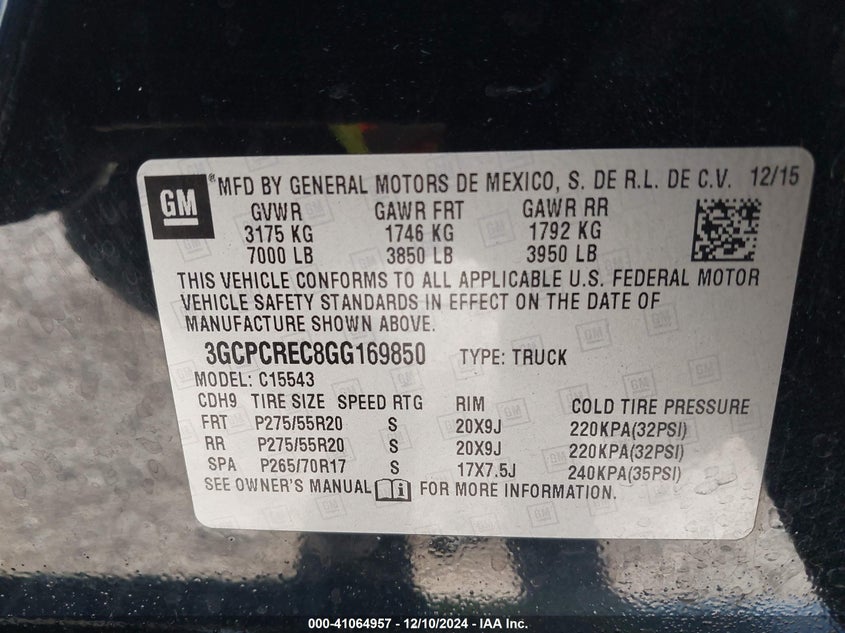 GM ® MFD BY GENERAL MOTORS DE MEXICO, S. DE R.L. DE C.V. 12/15
GVWR GAWR FRT GAWR RR
3175 KG 1746 KG 1792 KG
7000 LB 3850 LB 3950 LB
THIS VEHICLE CONFORMS TO ALL APPLICABLE U.S. FEDERAL MOTOR
VEHICLE SAFETY STANDARDS IN EFFECT ON THE DATE OF
MANUFACTURE SHOWN ABOVE.
3GCPCREC8GG169850 TYPE: TRUCK
MODEL: C15543
CDH9 TIRE SIZE SPEED RTG RIM COLD TIRE PRESSURE
FRT P275/55R20 S 20X9J 220KPA(32PSI)
RR P275/55R20 S 20X9J 220KPA(32PSI)
SPA P265/70R17 S 17X7.5J 240KPA(35PSI)
SEE OWNER'S MANUAL FOR MORE INFORMATION.
000-41064957 - 12/10/2024 - IAA Inc.